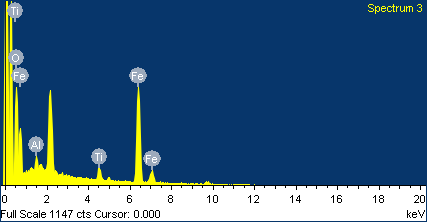 Spectrum 3
Ti
O
Fe
Al
Ti
Fe
Fe
0 2 4 6 8 10 12 14 16 18 20
Full Scale 1147 cts Cursor: 0.000 keV